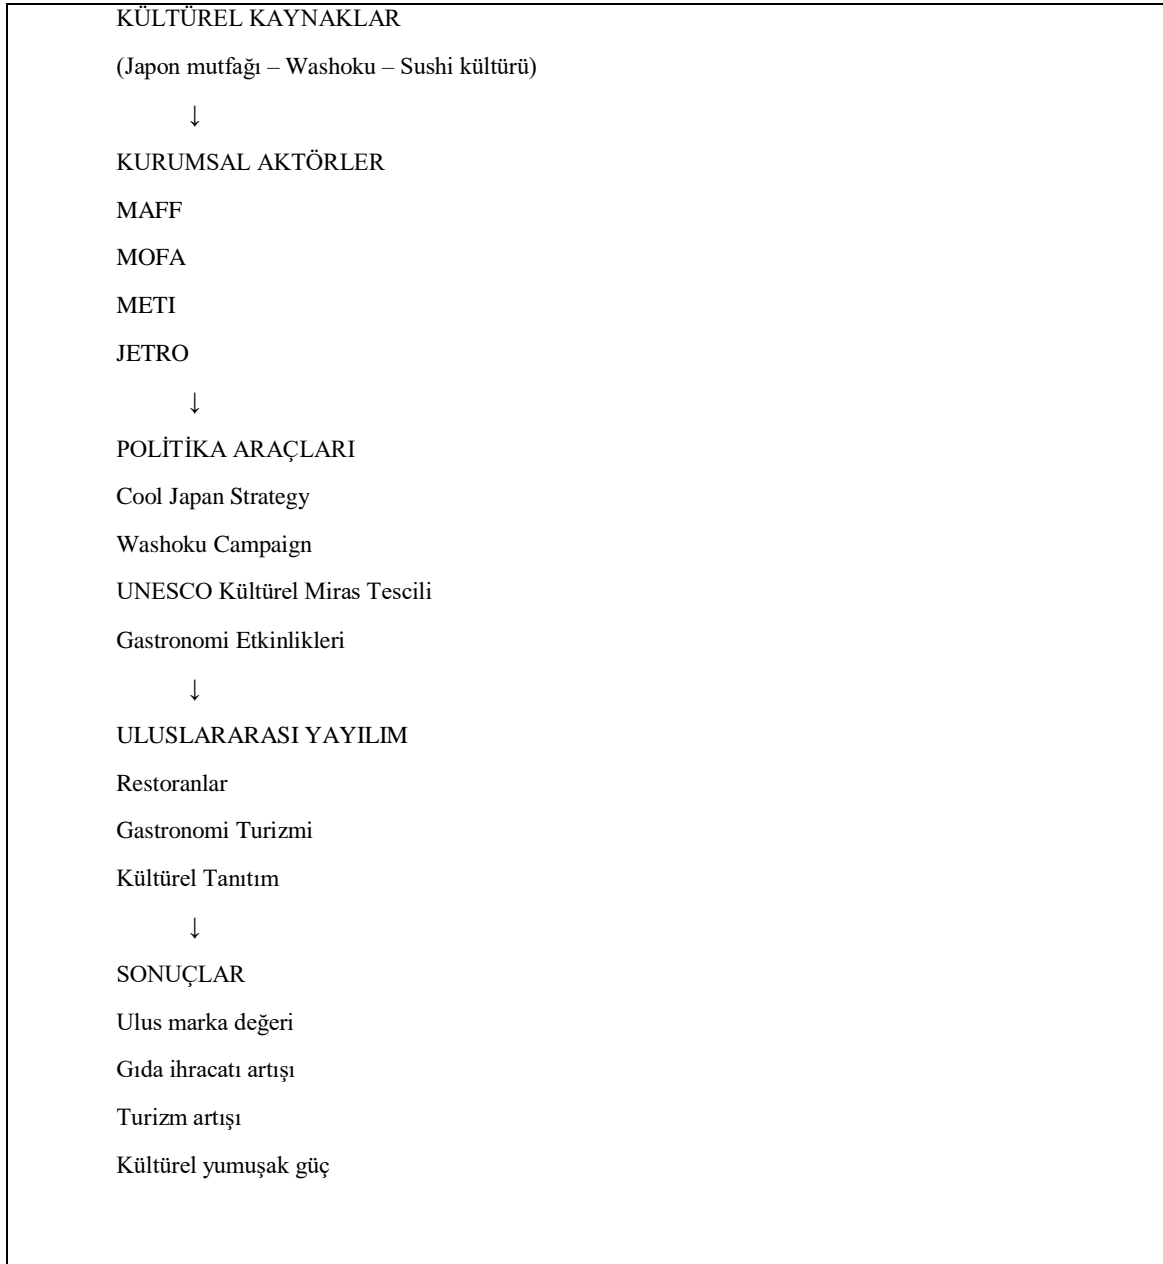 KÜLTÜREL KAYNAKLAR
(Japon mutfağı – Washoku – Sushi kültürü)
↓
KURUMSAL AKTÖRLER
MAFF
MOFA
METI
JETRO
↓
POLİTİKA ARAÇLARI
Cool Japan Strategy
Washoku Campaign
UNESCO Kültürel Miras Tescili
Gastronomi Etkinlikleri
↓
ULUSLARARASI YAYILIM
Restoranlar
Gastronomi Turizmi
Kültürel Tanıtım
↓
SONUÇLAR
Ulus marka değeri
Gıda ihracatı artışı
Turizm artışı
Kültürel yumuşak güç